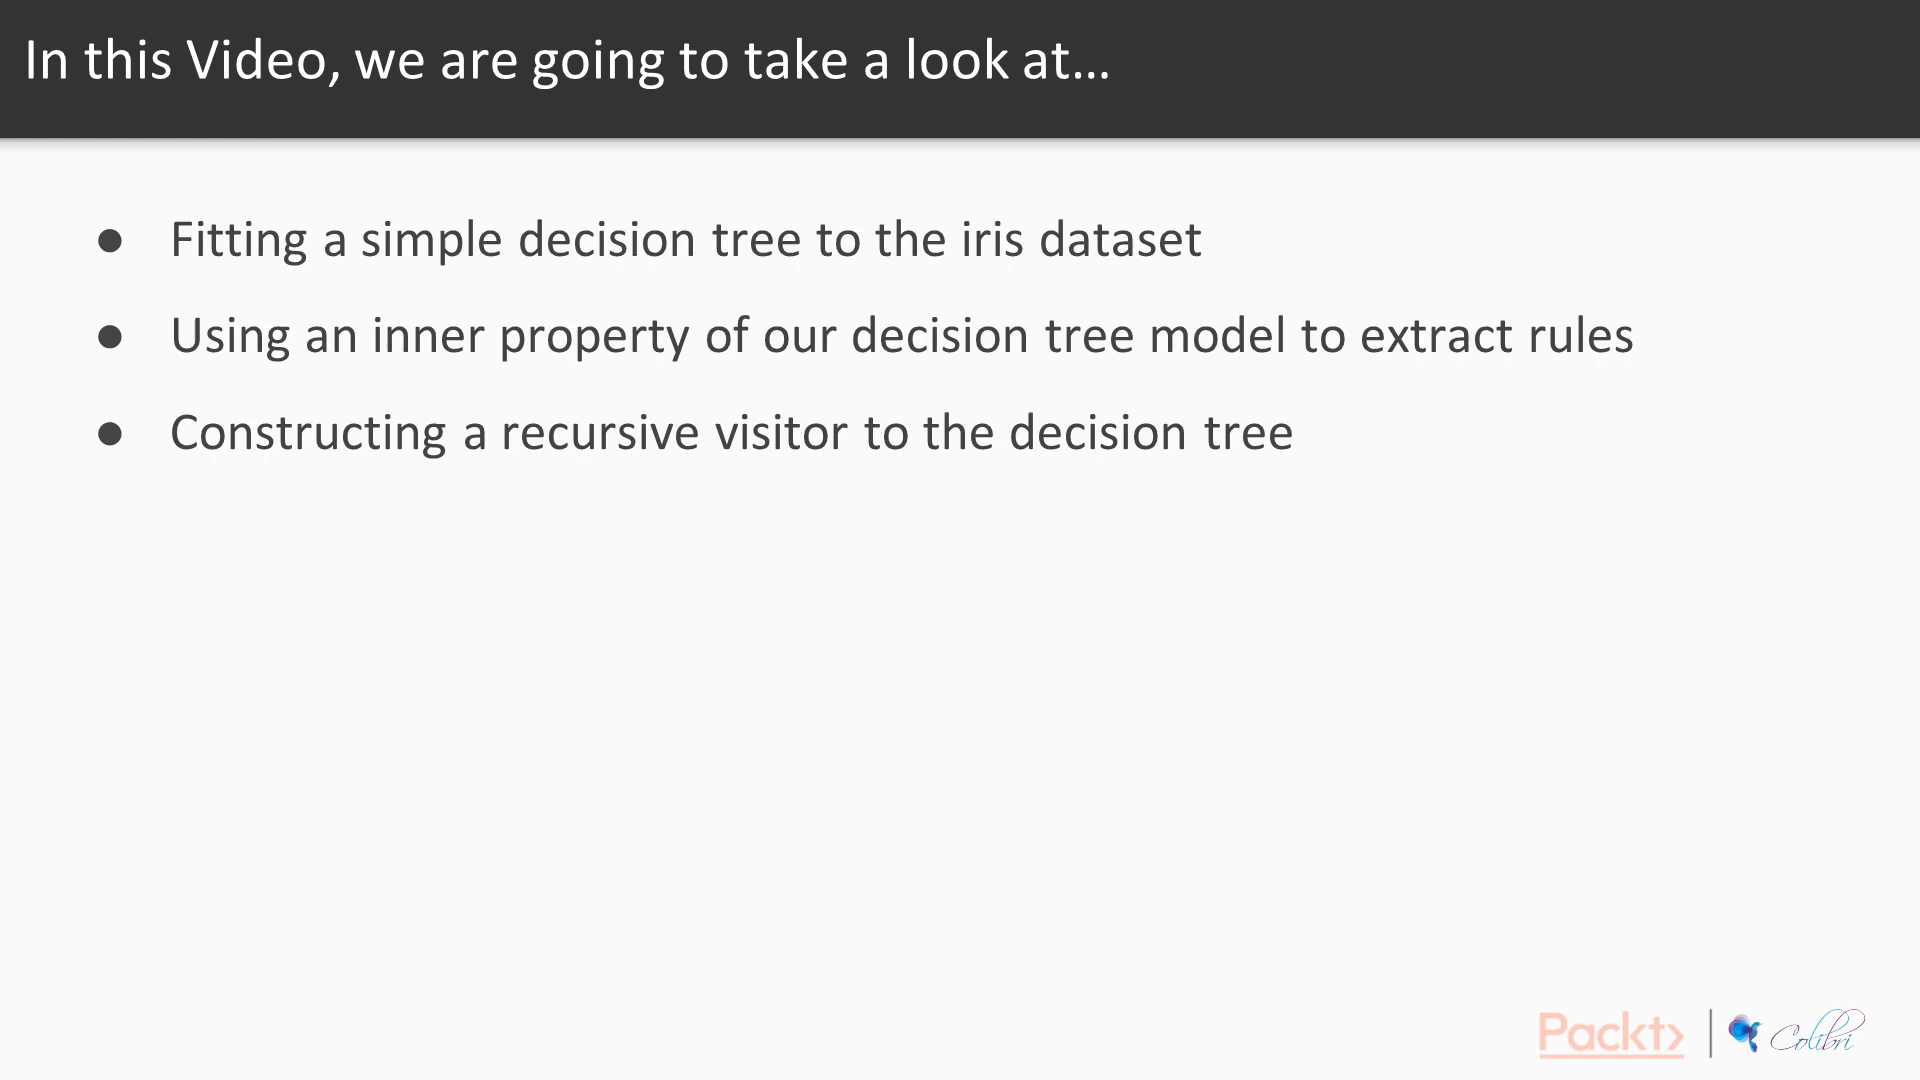 In this Video, we are going to take a look at...
● Fitting a simple decision tree to the iris dataset
● Using an inner property of our decision tree model to extract rules
● Constructing a recursive visitor to the decision tree
Packt> | Colibri